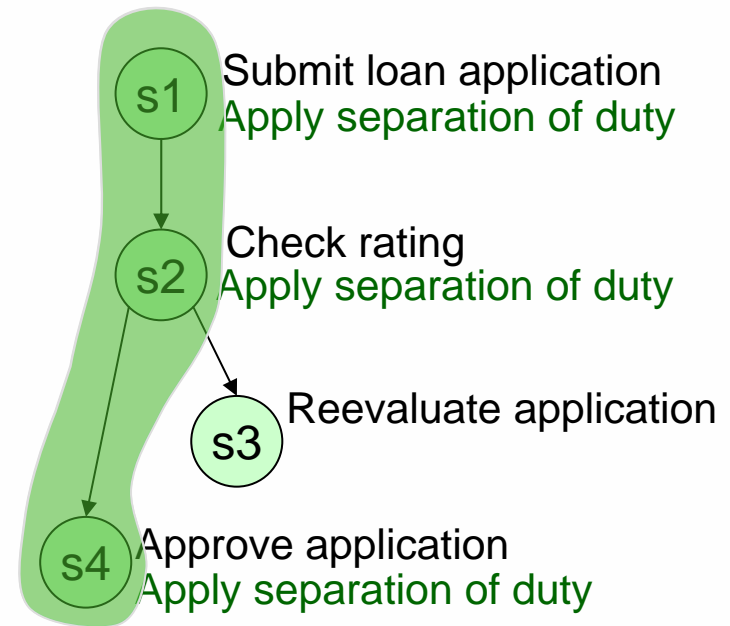 s1
Submit loan application
Apply separation of duty
s2
Check rating
Apply separation of duty
s3
Reevaluate application
s4
Approve application
Apply separation of duty